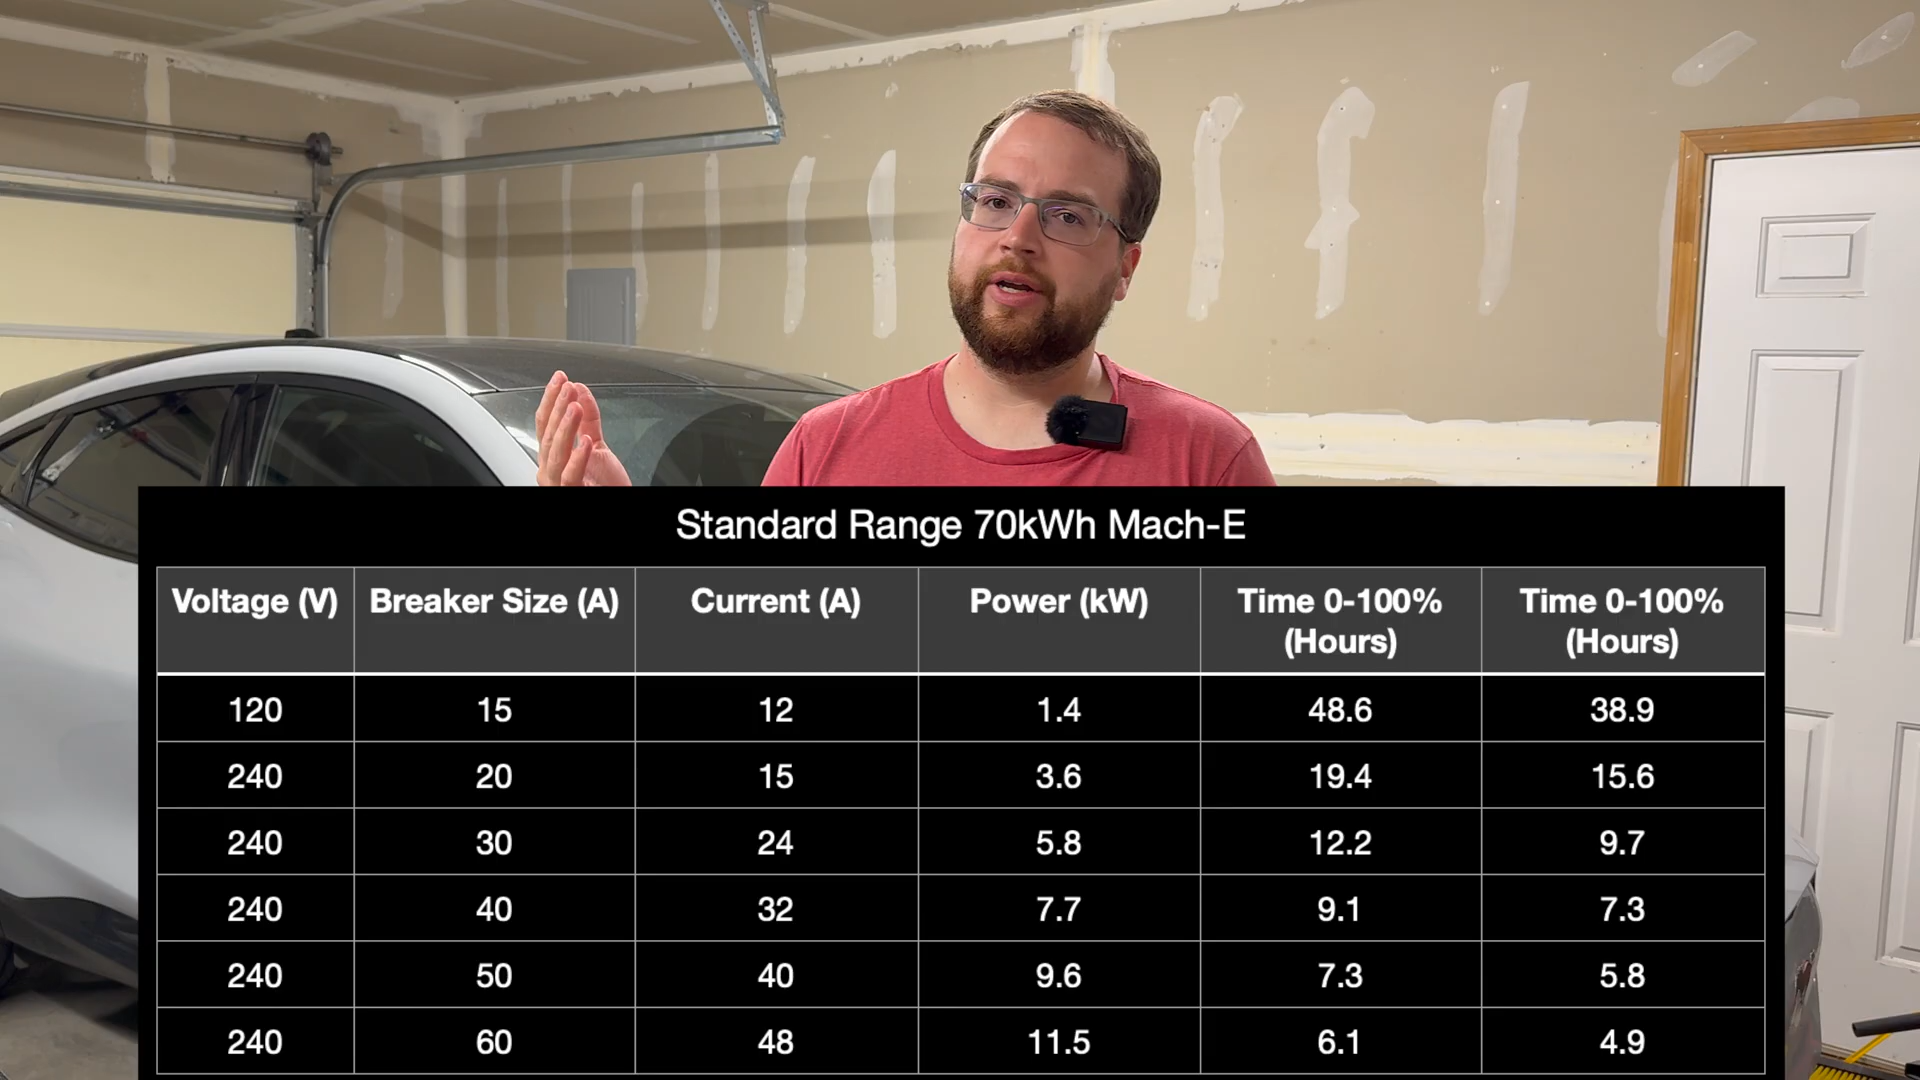 Standard Range 70kWh Mach-E
Voltage (V) Breaker Size (A) Current (A) Power (kW) Time 0-100% (Hours) Time 0-100% (Hours)
120 15 12 1.4 48.6 38.9
240 20 15 3.6 19.4 15.6
240 30 24 5.8 12.2 9.7
240 40 32 7.7 9.1 7.3
240 50 40 9.6 7.3 5.8
240 60 48 11.5 6.1 4.9